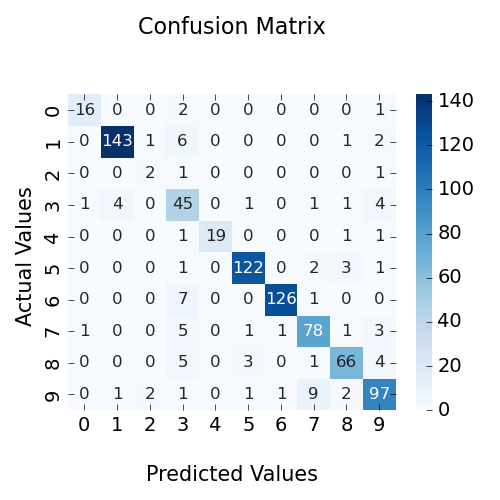 Confusion Matrix
0 16 0 0 2 0 0 0 0 0 1
1 0 143 1 6 0 0 0 0 1 2
2 0 0 2 1 0 0 0 0 0 1
3 1 4 0 45 0 1 0 1 1 4
4 0 0 0 1 19 0 0 0 1 1
5 0 0 0 1 0 122 0 2 3 1
6 0 0 0 7 0 0 126 1 0 0
7 1 0 0 5 0 1 1 78 1 3
8 0 0 0 5 0 3 0 1 66 4
9 0 1 2 1 0 1 1 9 2 97
0 1 2 3 4 5 6 7 8 9
Actual Values
Predicted Values
140
120
100
80
60
40
20
0